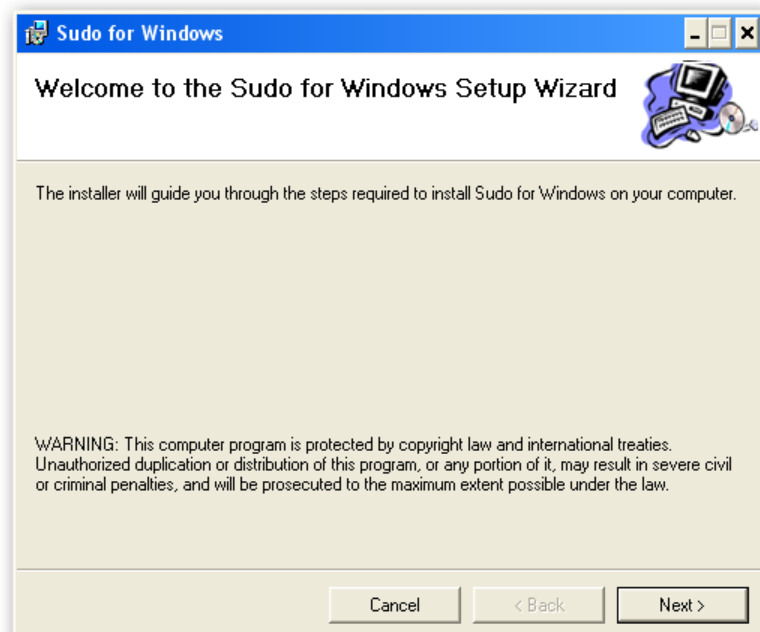 Sudo for Windows
Welcome to the Sudo for Windows Setup Wizard
The installer will guide you through the steps required to install Sudo for Windows on your computer.
WARNING: This computer program is protected by copyright law and international treaties.
Unauthorized duplication or distribution of this program, or any portion of it, may result in severe civil
or criminal penalties, and will be prosecuted to the maximum extent possible under the law.
Cancel
< Back
Next >